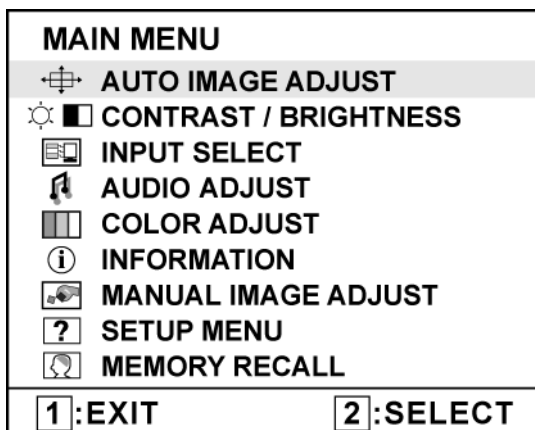 MAIN MENU
AUTO IMAGE ADJUST
CONTRAST / BRIGHTNESS
INPUT SELECT
AUDIO ADJUST
COLOR ADJUST
i INFORMATION
MANUAL IMAGE ADJUST
? SETUP MENU
MEMORY RECALL
1:EXIT 2:SELECT